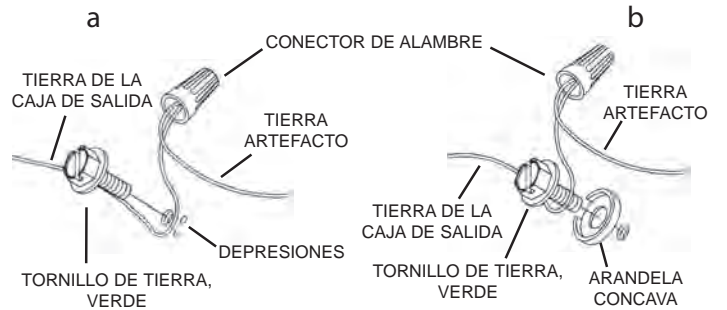 a
b
CONECTOR DE ALAMBRE
TIERRA DE LA
CAJA DE SALIDA
TIERRA
ARTEFACTO
TIERRA
ARTEFACTO
DEPRESIONES
TIERRA DE LA
CAJA DE SALIDA
TORNILLO DE TIERRA,
VERDE
TORNILLO DE TIERRA,
VERDE
ARANDELA
CONCAVA